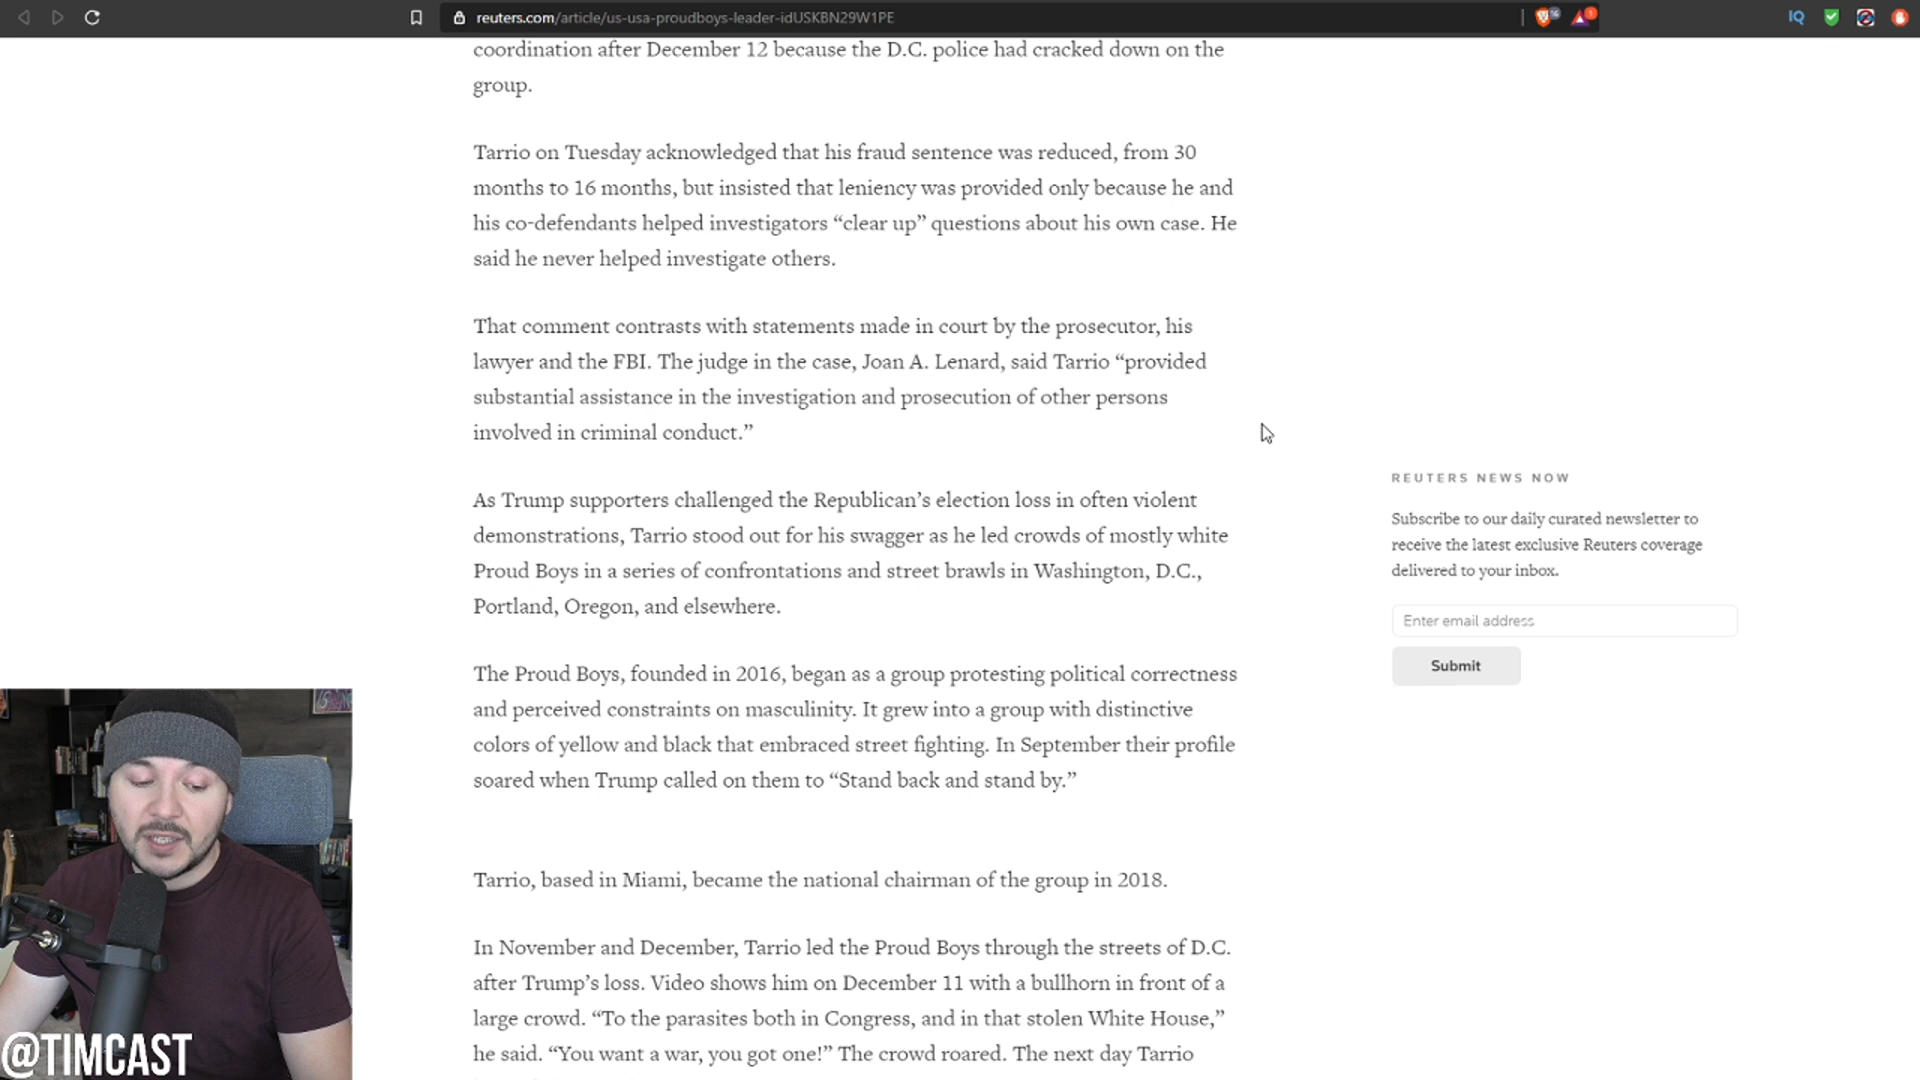 reuters.com/article/us-usa-proudboys-leader-idUSKBN29W1PE
IQ
coordination after December 12 because the D.C. police had cracked down on the
group.
Tarrio on Tuesday acknowledged that his fraud sentence was reduced, from 30
months to 16 months, but insisted that leniency was provided only because he and
his co-defendants helped investigators “clear up” questions about his own case. He
said he never helped investigate others.
That comment contrasts with statements made in court by the prosecutor, his
lawyer and the FBI. The judge in the case, Joan A. Lenard, said Tarrio “provided
substantial assistance in the investigation and prosecution of other persons
involved in criminal conduct.”
As Trump supporters challenged the Republican’s election loss in often violent
demonstrations, Tarrio stood out for his swagger as he led crowds of mostly white
Proud Boys in a series of confrontations and street brawls in Washington, D.C.,
Portland, Oregon, and elsewhere.
The Proud Boys, founded in 2016, began as a group protesting political correctness
and perceived constraints on masculinity. It grew into a group with distinctive
colors of yellow and black that embraced street fighting. In September their profile
soared when Trump called on them to “Stand back and stand by.”
Tarrio, based in Miami, became the national chairman of the group in 2018.
In November and December, Tarrio led the Proud Boys through the streets of D.C.
after Trump’s loss. Video shows him on December 11 with a bullhorn in front of a
large crowd. “To the parasites both in Congress, and in that stolen White House,”
he said. “You want a war, you got one!” The crowd roared. The next day Tarrio
REUTERS NEWS NOW
Subscribe to our daily curated newsletter to
receive the latest exclusive Reuters coverage
delivered to your inbox.
Enter email address
Submit
@TIMCAST